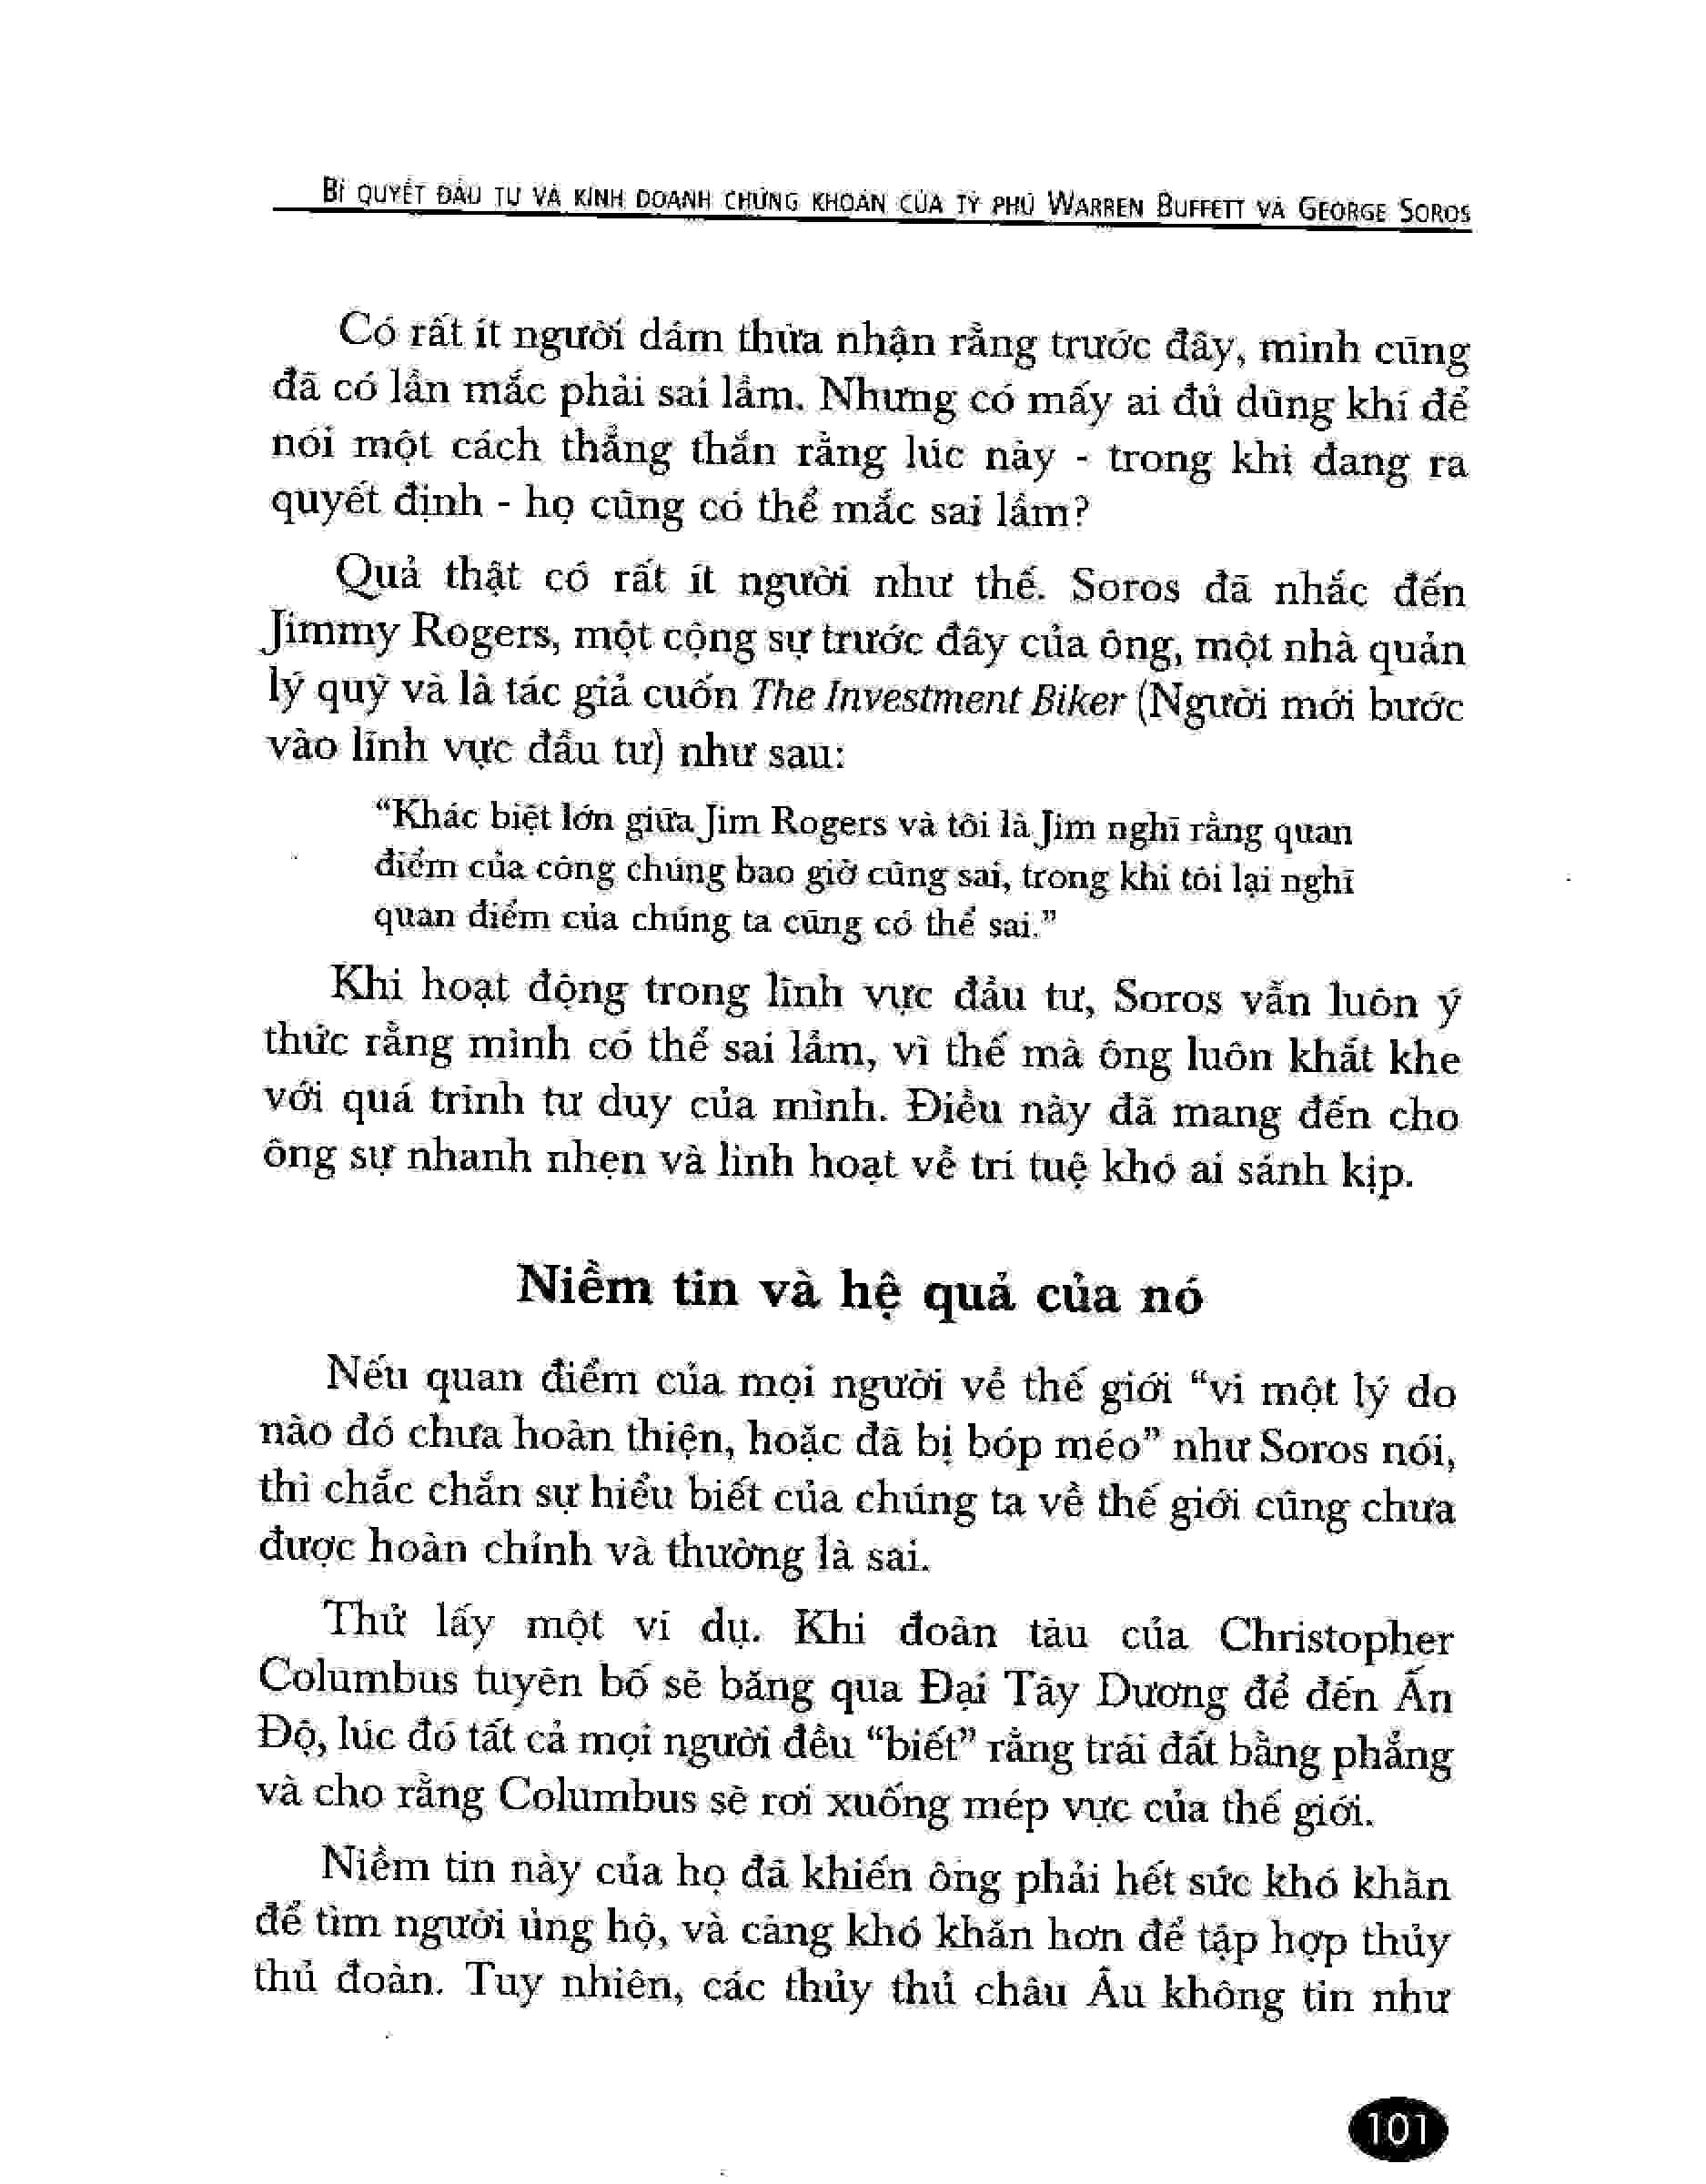 BÍ QUYẾT ĐẦU TƯ VÀ KINH DOANH CHỨNG KHOÁN CỦA TỶ PHÚ WARREN BUFFETT VÀ GEORGE SOROS
Có rất ít người dám thừa nhận rằng trước đây, mình cũng
đã có lần mắc phải sai lầm. Nhưng có mấy ai đủ dũng khí để
nói một cách thẳng thắn rằng lúc này - trong khi đang ra
quyết định - họ cũng có thể mắc sai lầm?
Quả thật có rất ít người như thế. Soros đã nhắc đến
Jimmy Rogers, một cộng sự trước đây của ông, một nhà quản
lý quỹ và là tác giả cuốn The Investment Biker (Người mới bước
vào lĩnh vực đầu tư) như sau:
“Khác biệt lớn giữa Jim Rogers và tôi là Jim nghĩ rằng quan
điểm của công chúng bao giờ cũng sai, trong khi tôi lại nghĩ
quan điểm của chúng ta cũng có thể sai.”
Khi hoạt động trong lĩnh vực đầu tư, Soros vẫn luôn ý
thức rằng mình có thể sai lầm, vì thế mà ông luôn khắt khe
với quá trình tư duy của mình. Điều này đã mang đến cho
ông sự nhanh nhẹn và linh hoạt về trí tuệ khó ai sánh kịp.
Niềm tin và hệ quả của nó
Nếu quan điểm của mọi người về thế giới “vì một lý do
nào đó chưa hoàn thiện, hoặc đã bị bóp méo” như Soros nói,
thì chắc chắn sự hiểu biết của chúng ta về thế giới cũng chưa
được hoàn chỉnh và thường là sai.
Thử lấy một ví dụ. Khi đoàn tàu của Christopher
Columbus tuyên bố sẽ băng qua Đại Tây Dương để đến Ấn
Độ, lúc đó tất cả mọi người đều “biết” rằng trái đất bằng phẳng
và cho rằng Columbus sẽ rơi xuống mép vực của thế giới.
Niềm tin này của họ đã khiến ông phải hết sức khó khăn
để tìm người ủng hộ, và càng khó khăn hơn để tập hợp thủy
thủ đoàn. Tuy nhiên, các thủy thủ châu Âu không tin như
101